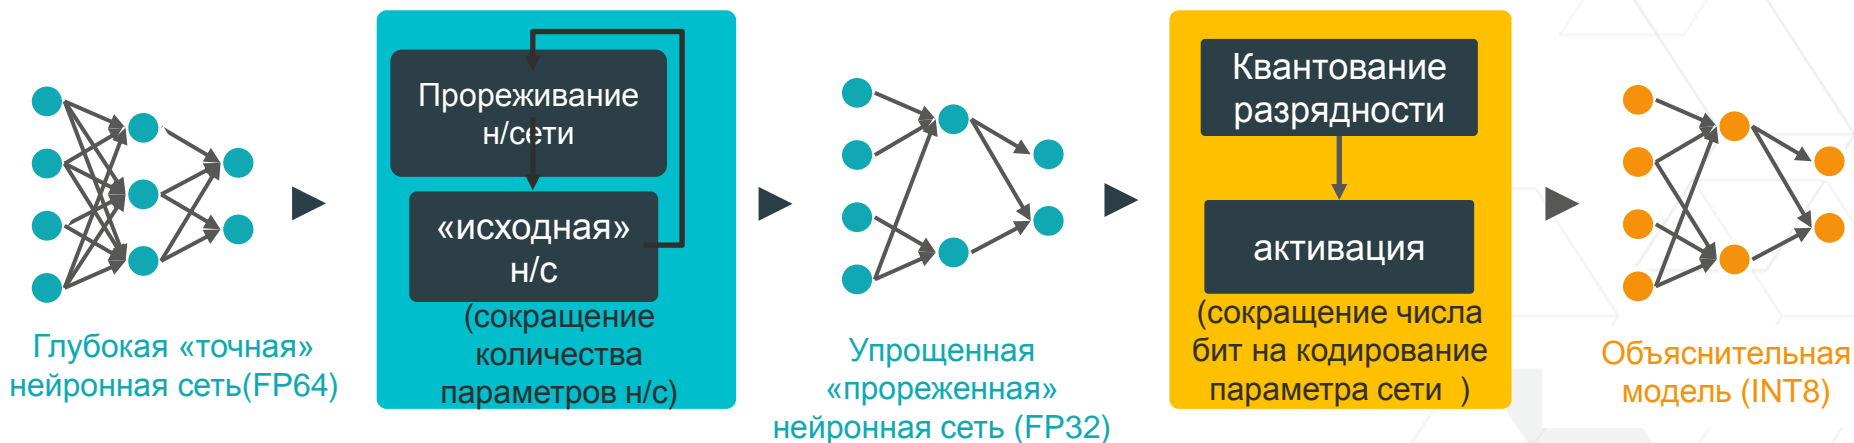 Глубокая «точная»
нейронная сеть(FP64)
Прореживание
н/сети
«исходная»
н/с
(сокращение
количества
параметров н/с)
Упрощенная
«прореженная»
нейронная сеть (FP32)
Квантование
разрядности
активация
(сокращение числа
бит на кодирование
параметра сети )
Объяснительная
модель (INT8)